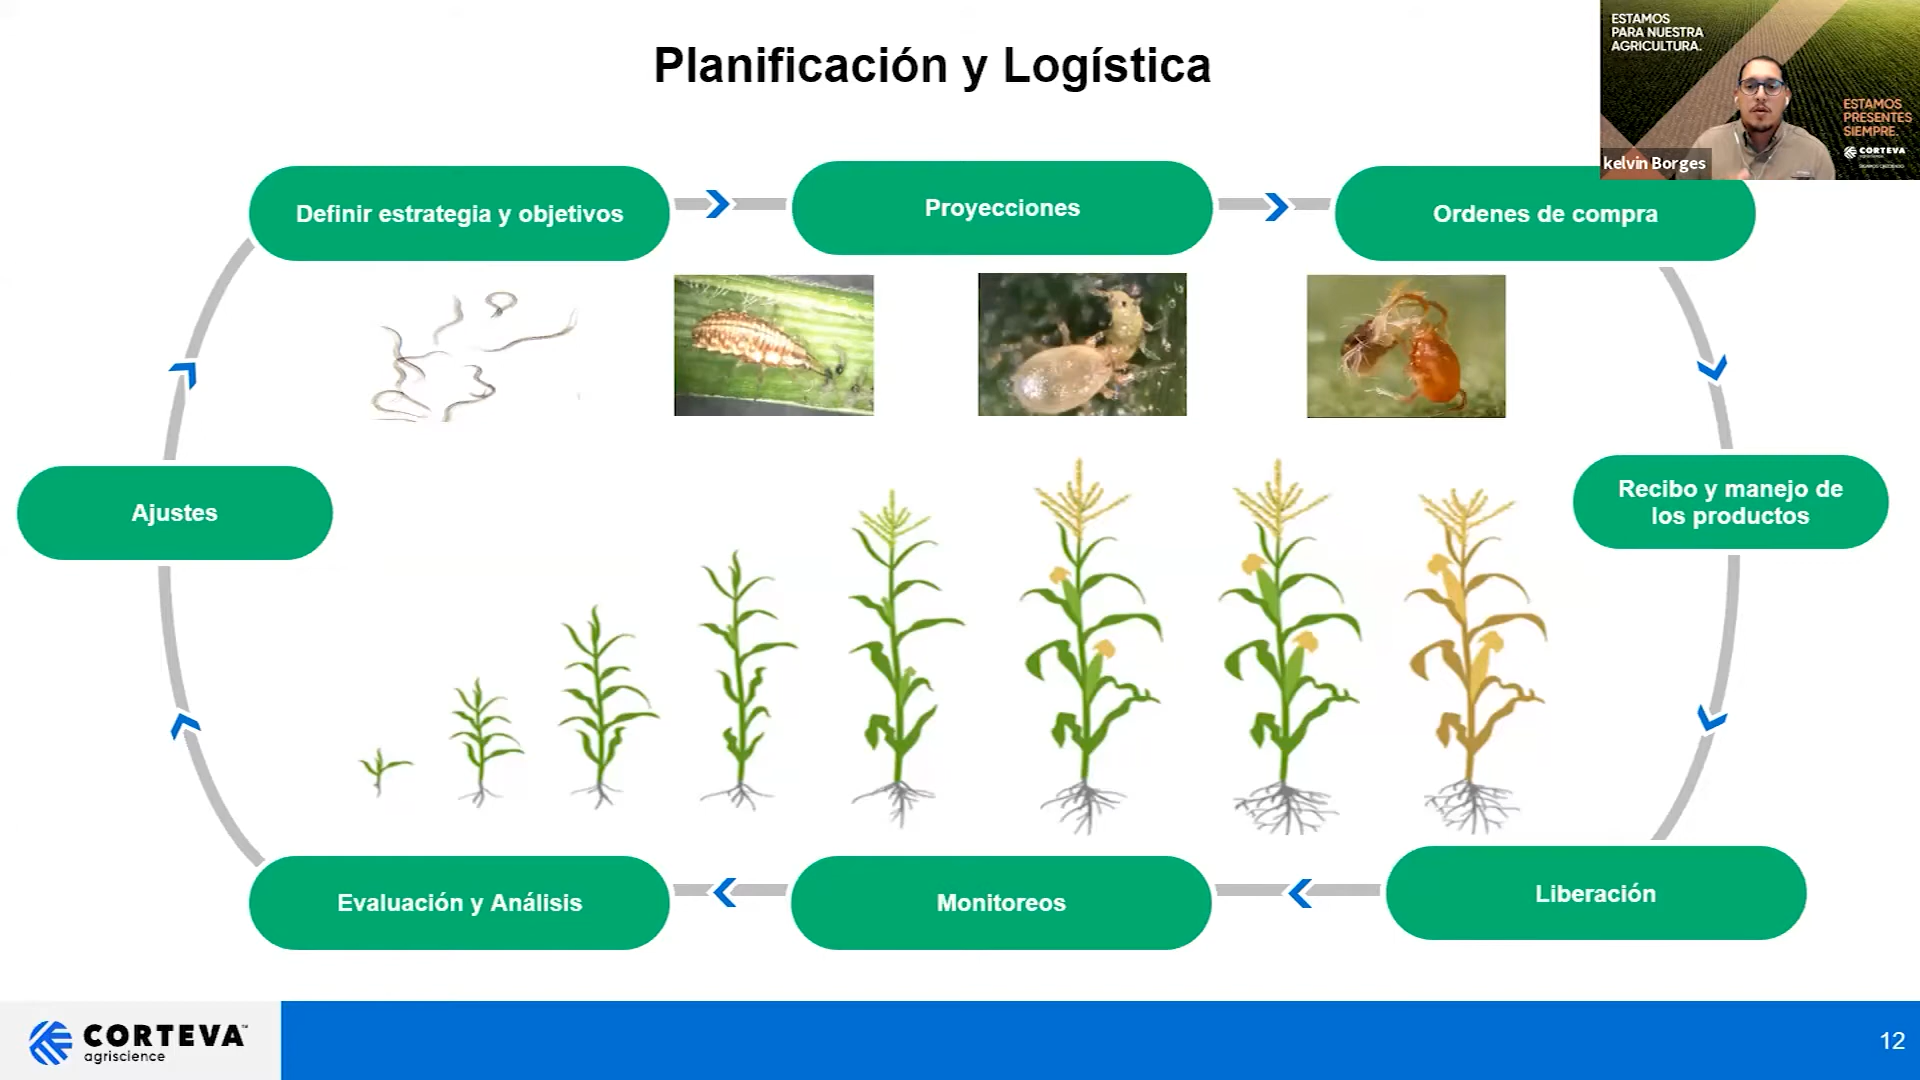 Planificación y Logística
ESTAMOS
PARA NUESTRA
AGRICULTURA.
ESTAMOS
PRESENTES
SIEMPRE.
CORTEVA
kelvin Borges
Definir estrategia y objetivos
Proyecciones
Ordenes de compra
Ajustes
Recibo y manejo de
los productos
Evaluación y Análisis
Monitoreos
Liberación
CORTEVA™
agriscience
12